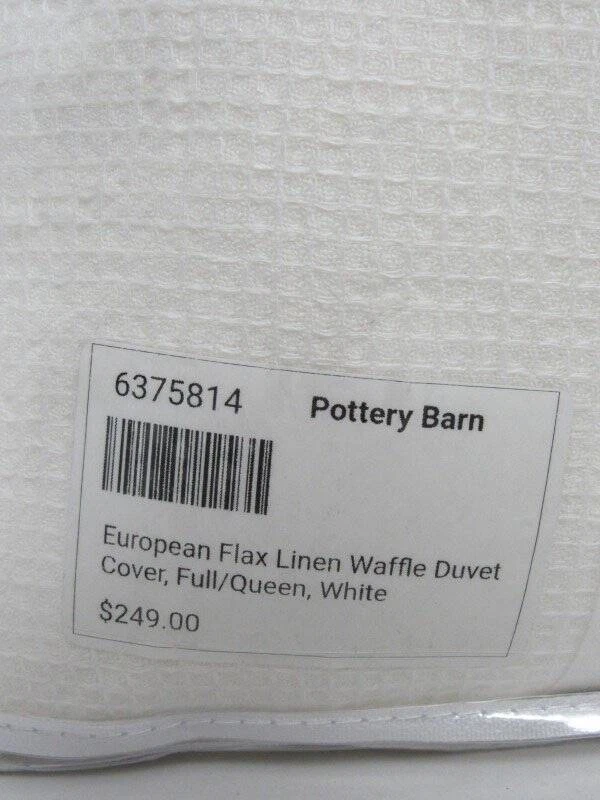 6375814
Pottery Barn
European Flax Linen Waffle Duvet
Cover, Full/Queen, White
$249.00